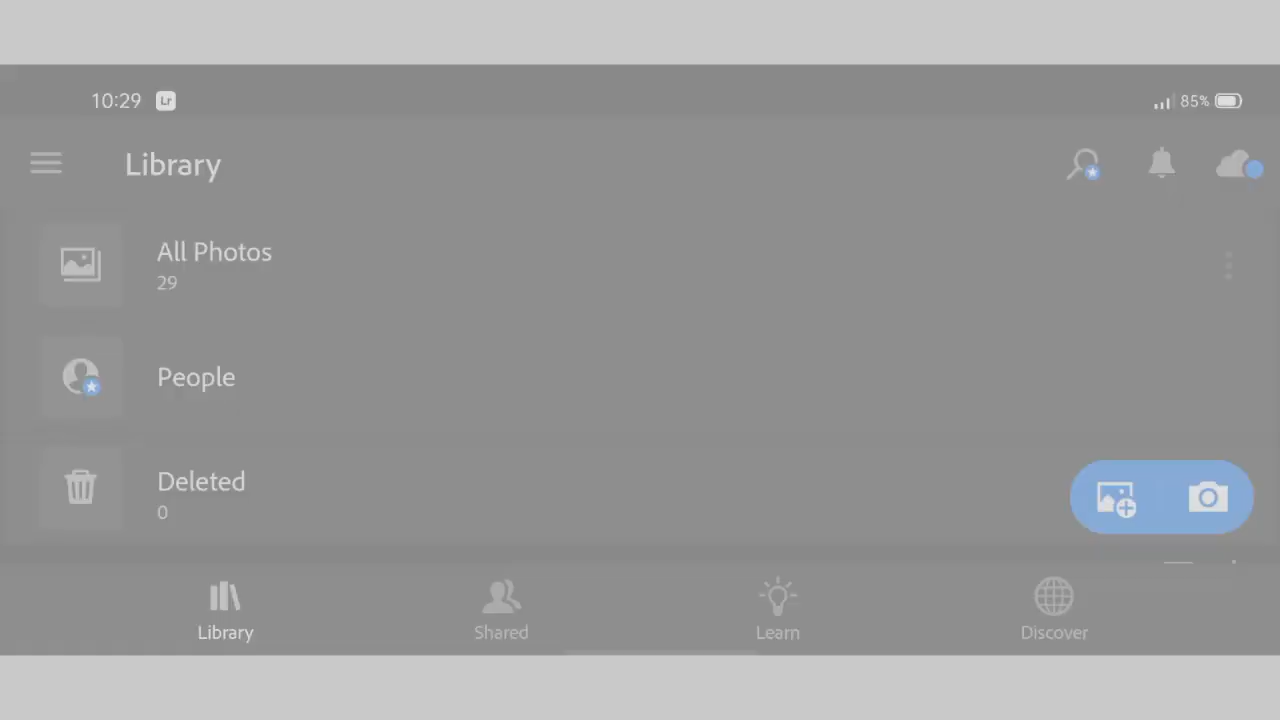 10:29 Lr 85%
Library
All Photos
29
People
Deleted
0
Library Shared Learn Discover